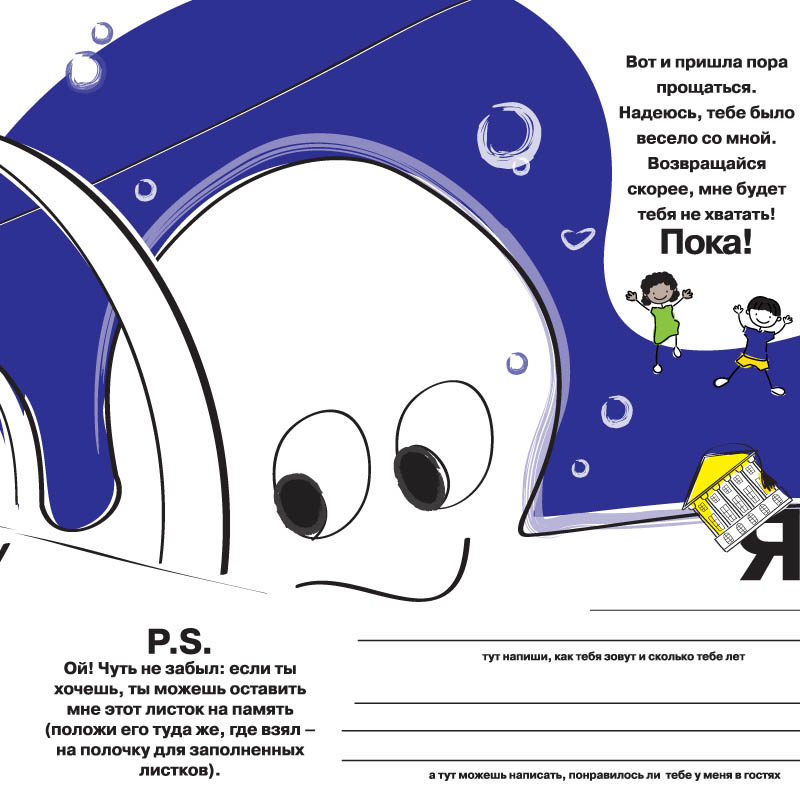 Вот и пришла пора
прощаться.
Надеюсь, тебе было
весело со мной.
Возвращайся
скорее, мне будет
тебя не хватать!
Пока!
Я
P.S.
Ой! Чуть не забыл: если ты
хочешь, ты можешь оставить
мне этот листок на память
(положи его туда же, где взял –
на полочку для заполненных
листков).
тут напиши, как тебя зовут и сколько тебе лет
а тут можешь написать, понравилось ли тебе у меня в гостях